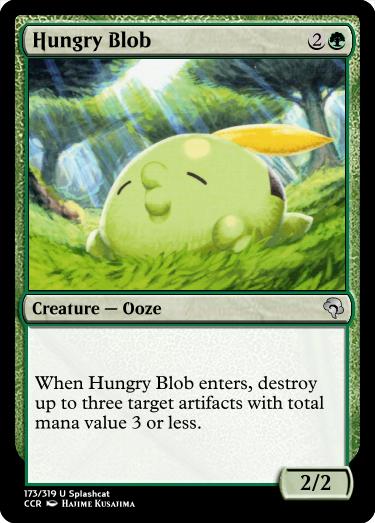 Hungry Blob 2
Creature — Ooze
When Hungry Blob enters, destroy
up to three target artifacts with total
mana value 3 or less.
2/2
173/319 U Splashcat
CCR Hajime Kusajima